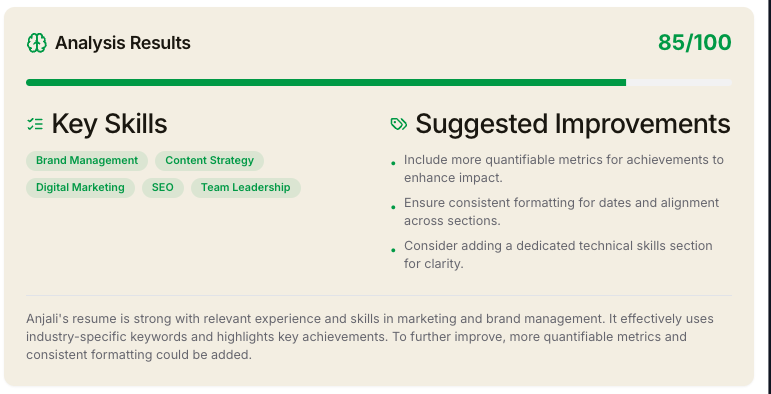 Analysis Results
85/100
Key Skills
Brand Management
Content Strategy
Digital Marketing
SEO
Team Leadership
Suggested Improvements
Include more quantifiable metrics for achievements to
enhance impact.
Ensure consistent formatting for dates and alignment
across sections.
Consider adding a dedicated technical skills section
for clarity.
Anjali's resume is strong with relevant experience and skills in marketing and brand management. It effectively uses
industry-specific keywords and highlights key achievements. To further improve, more quantifiable metrics and
consistent formatting could be added.